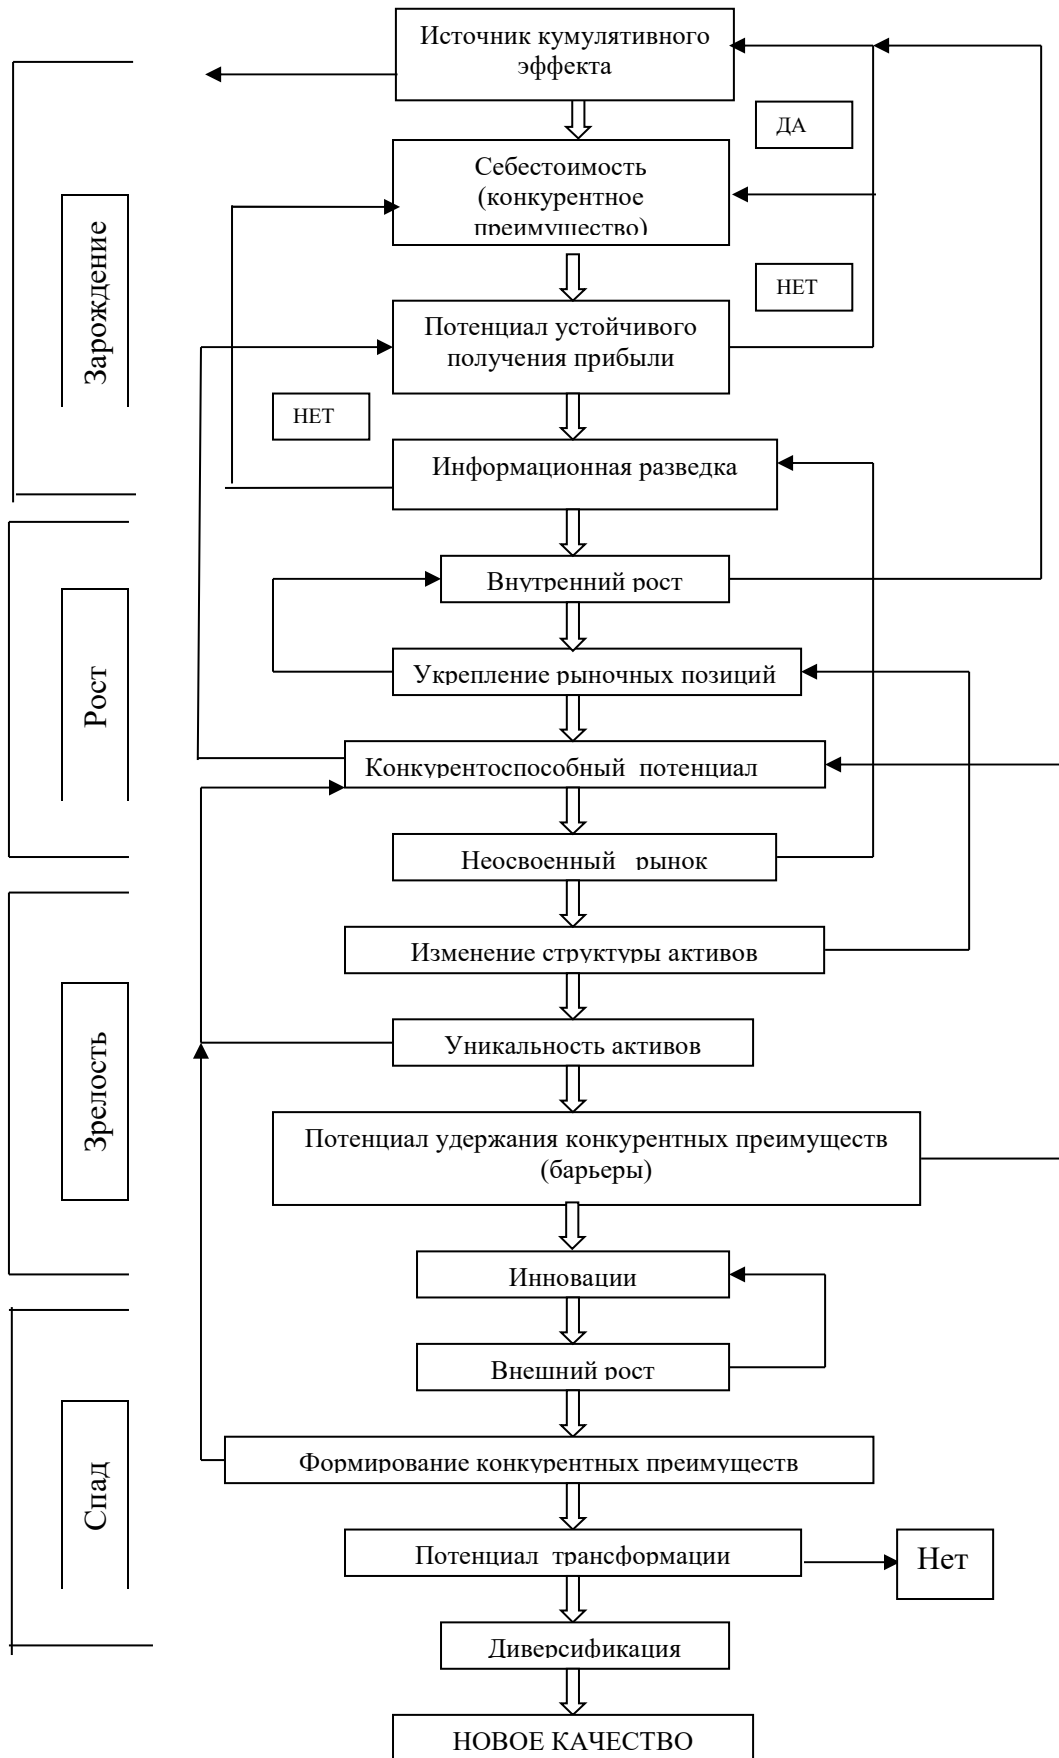 Источник кумулятивного
эффекта
ДА
Себестоимость
(конкурентное
преимущество)
Зарождение
НЕТ
Потенциал устойчивого
получения прибыли
НЕТ
Информационная разведка
Внутренний рост
Рост
Укрепление рыночных позиций
Конкурентоспособный потенциал
Неосвоенный рынок
Изменение структуры активов
Зрелость
Уникальность активов
Потенциал удержания конкурентных преимуществ
(барьеры)
Инновации
Внешний рост
Формирование конкурентных преимуществ
Спад
Потенциал трансформации
Нет
Диверсификация
НОВОЕ КАЧЕСТВО